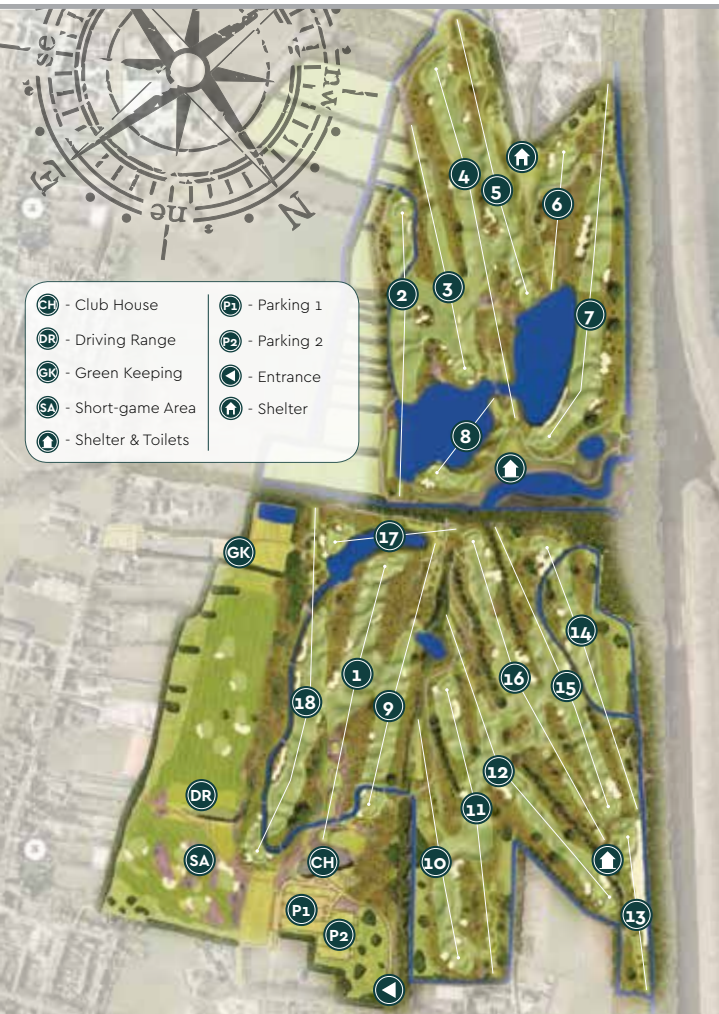 se
nw
E
ne
N
4
5
6
2
3
7
8
CH - Club House
DR - Driving Range
GK - Green Keeping
SA - Short-game Area
- Shelter & Toilets
P1 - Parking 1
P2 - Parking 2
- Entrance
- Shelter
17
GK
14
1
16
15
18
9
12
DR
11
SA
CH
10
P1
13
P2